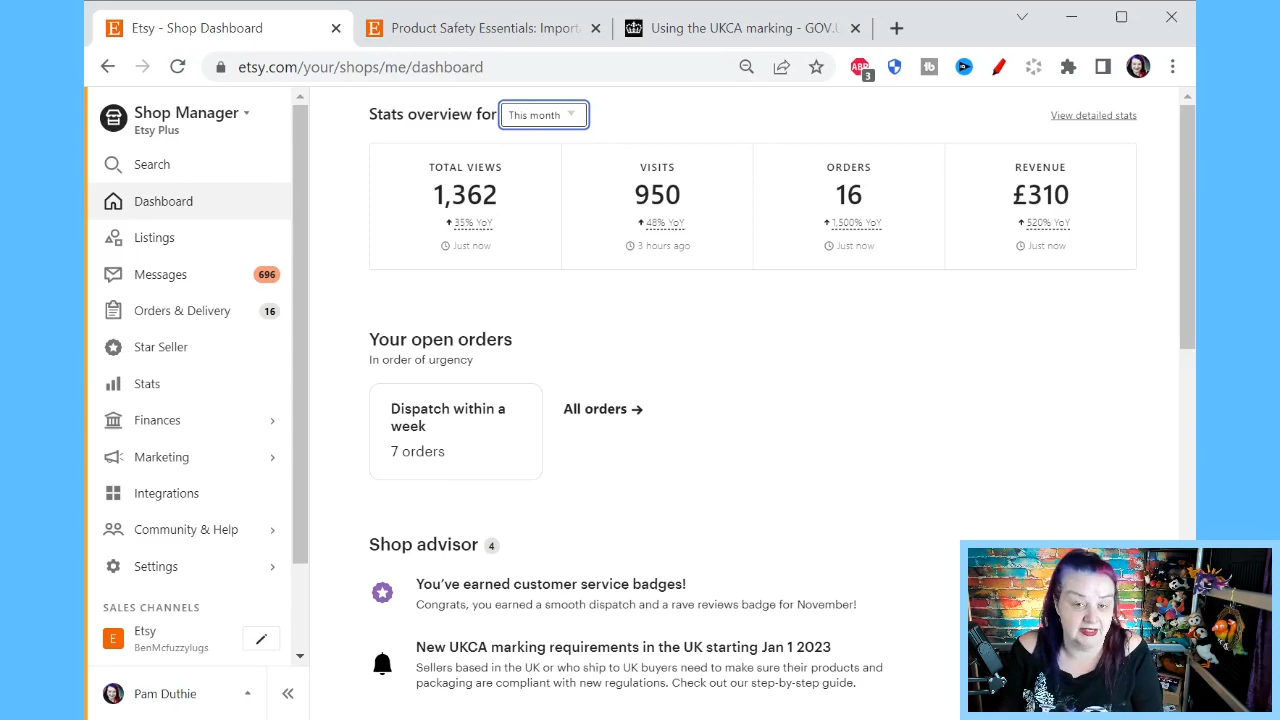 Etsy - Shop Dashboard
Product Safety Essentials: Import
Using the UKCA marking - GOV.U
etsy.com/your/shops/me/dashboard
ABP
3
tb
Shop Manager
Etsy Plus
Search
Dashboard
Listings
Messages 696
Orders & Delivery 16
Star Seller
Stats
Finances
Marketing
Integrations
Community & Help
Settings
SALES CHANNELS
E
Etsy
BenMcfuzzylugs
Pam Duthie
Stats overview for This month
View detailed stats
TOTAL VIEWS
1,362
35% YoY
Just now
VISITS
950
48% YoY
3 hours ago
ORDERS
16
1,500% YoY
Just now
REVENUE
£310
520% YoY
Just now
Your open orders
In order of urgency
Dispatch within a
week
7 orders
All orders →
Shop advisor 4
You've earned customer service badges!
Congrats, you earned a smooth dispatch and a rave reviews badge for November!
New UKCA marking requirements in the UK starting Jan 1 2023
Sellers based in the UK or who ship to UK buyers need to make sure their products and
packaging are compliant with new regulations. Check out our step-by-step guide.